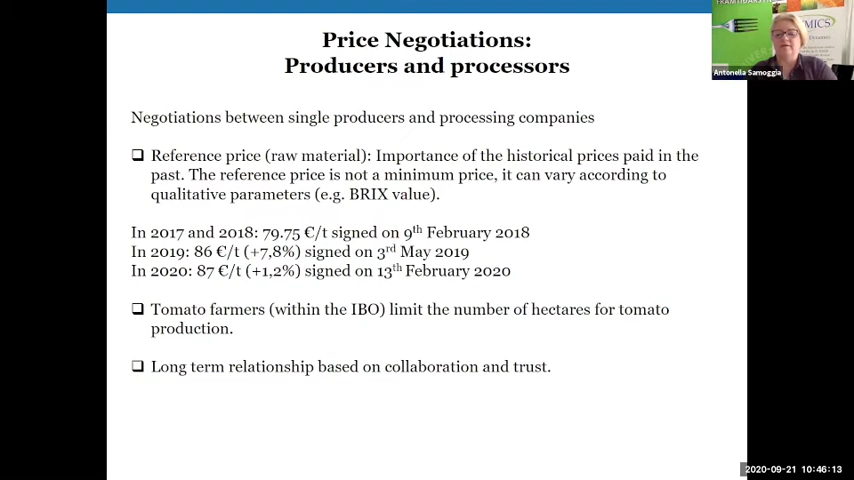 Price Negotiations:
Producers and processors
Negotiations between single producers and processing companies
❑ Reference price (raw material): Importance of the historical prices paid in the
past. The reference price is not a minimum price, it can vary according to
qualitative parameters (e.g. BRIX value).
In 2017 and 2018: 79.75 €/t signed on 9th February 2018
In 2019: 86 €/t (+7,8%) signed on 3rd May 2019
In 2020: 87 €/t (+1,2%) signed on 13th February 2020
❑ Tomato farmers (within the IBO) limit the number of hectares for tomato
production.
❑ Long term relationship based on collaboration and trust.
Antonella Samoggia
2020-09-21 10:46:13